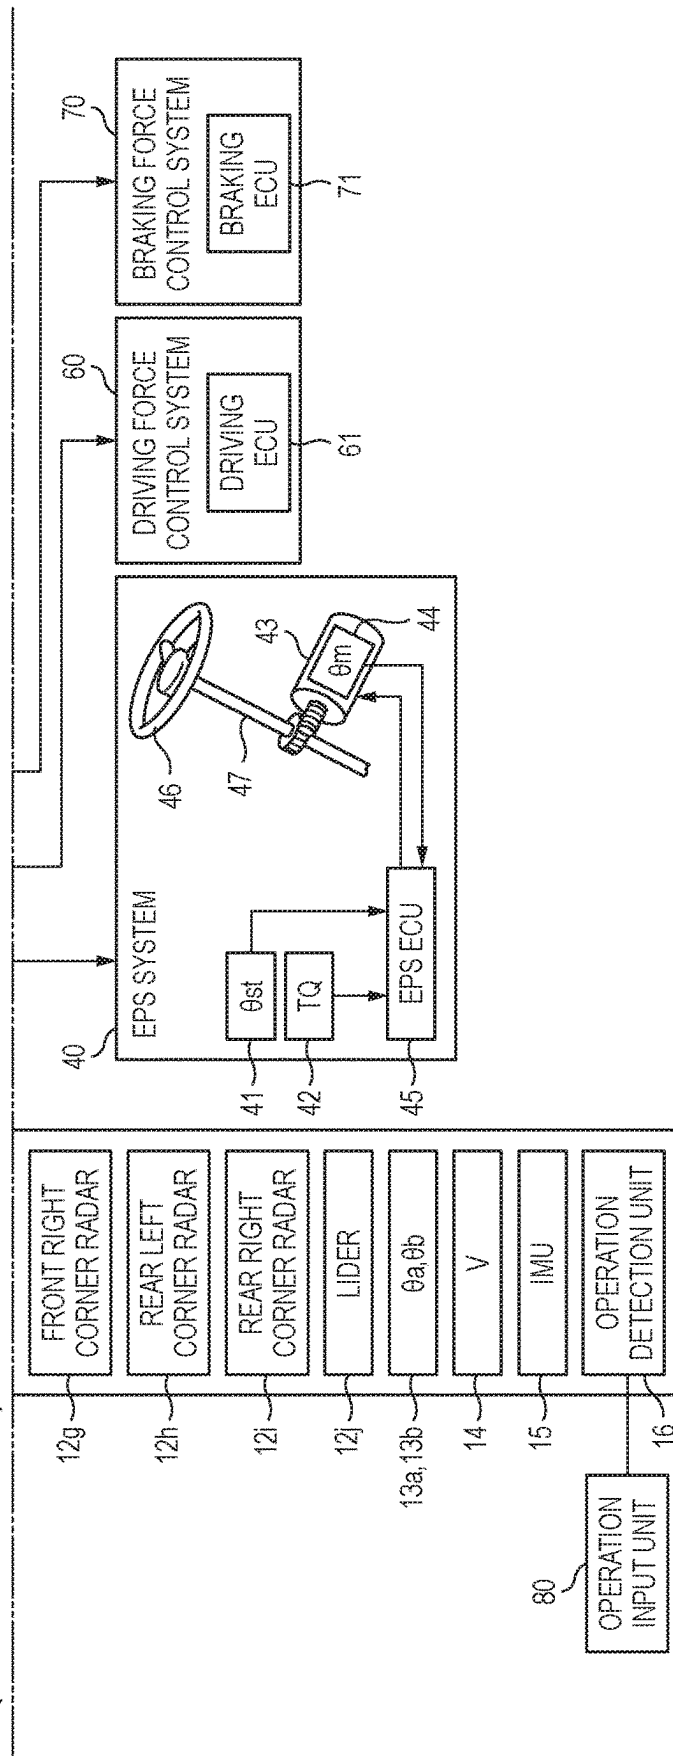 12g
FRONT RIGHT
CORNER RADAR
12h
REAR LEFT
CORNER RADAR
12i
REAR RIGHT
CORNER RADAR
12j
LIDER
13a,13b
θa,θb
14
V
15
IMU
80
OPERATION
INPUT UNIT
16
OPERATION
DETECTION UNIT
40
EPS SYSTEM
41
θst
42
TQ
45
EPS ECU
46
47
43
θm
44
60
DRIVING FORCE
CONTROL SYSTEM
DRIVING
ECU
61
70
BRAKING FORCE
CONTROL SYSTEM
BRAKING
ECU
71